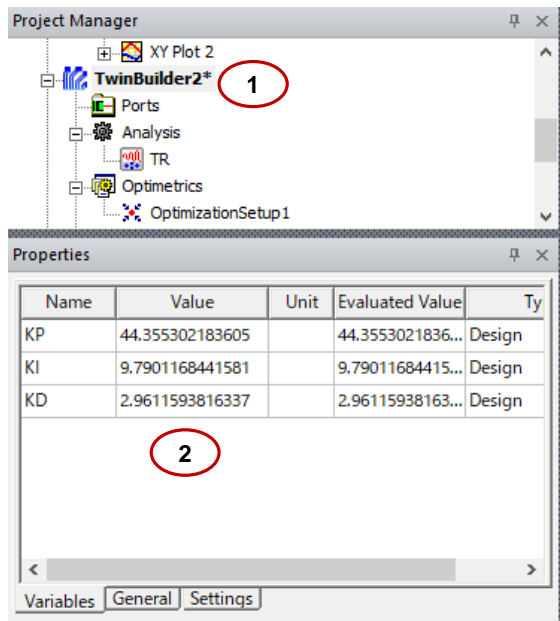 Project Manager
XY Plot 2
TwinBuilder2*
1
Ports
Analysis
TR
Optimetrics
OptimizationSetup1
Properties
Name Value Unit Evaluated Value Ty
KP 44.355302183605 44.3553021836... Design
KI 9.7901168441581 9.79011684415... Design
KD 2.9611593816337 2.96115938163... Design
2
Variables General Settings